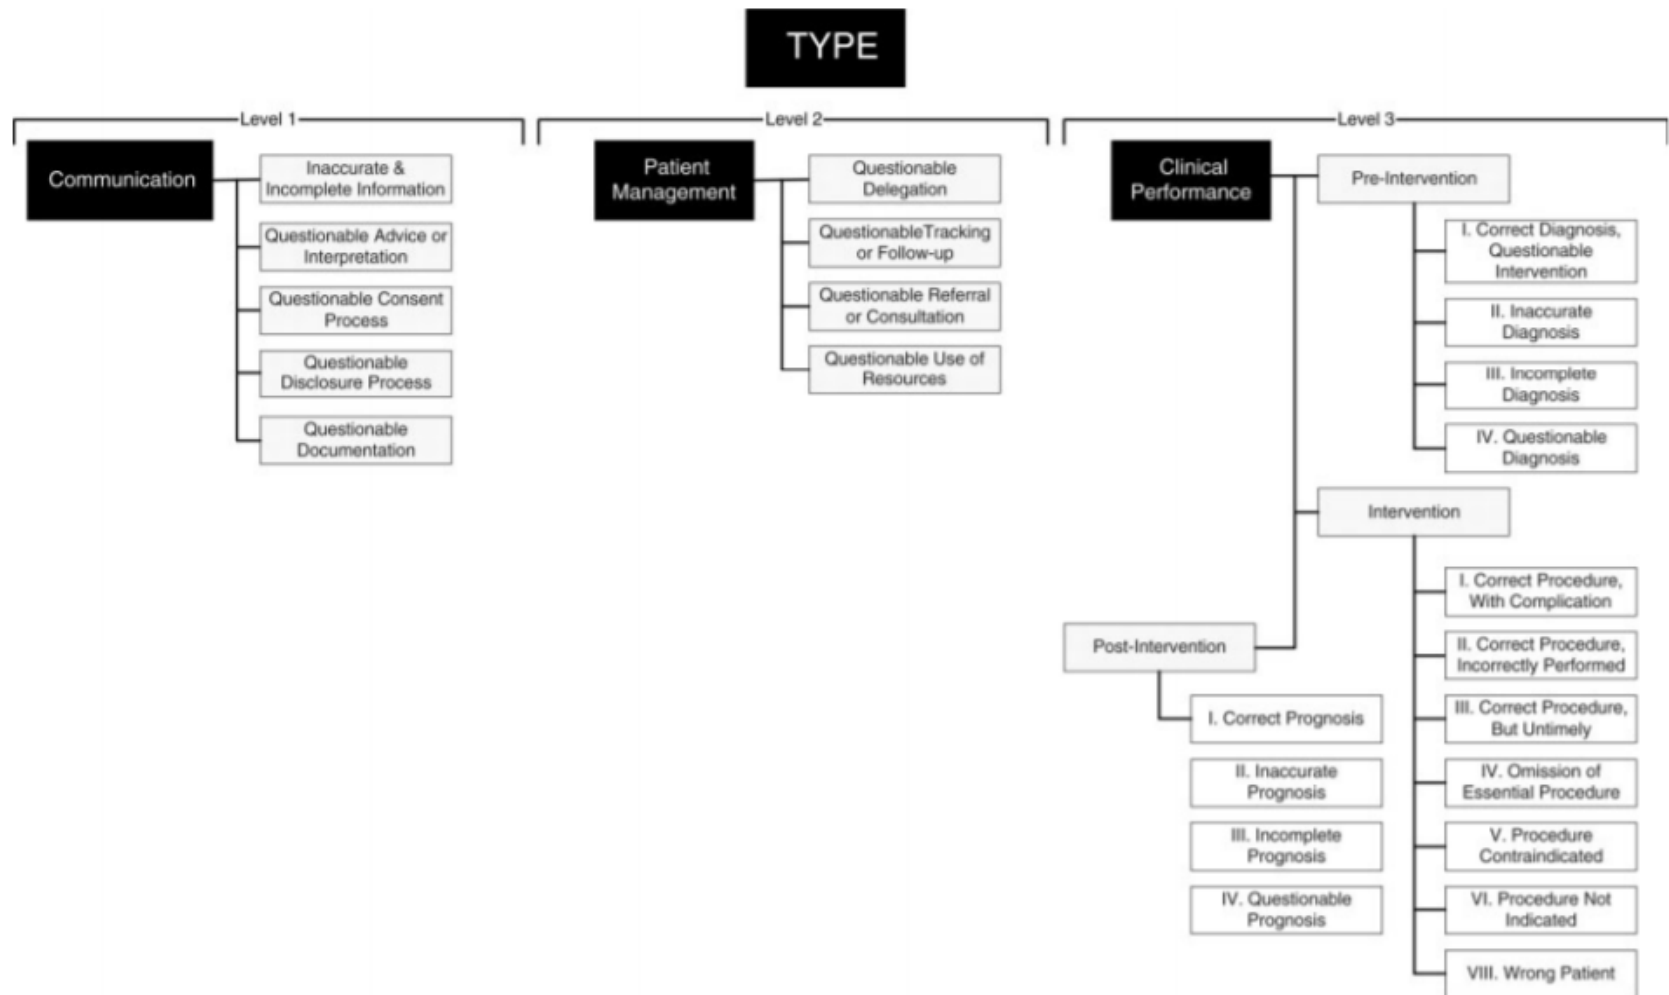 TYPE
Level 1
Communication
Inaccurate &
Incomplete Information
Questionable Advice or
Interpretation
Questionable Consent
Process
Questionable
Disclosure Process
Questionable
Documentation
Level 2
Patient
Management
Questionable
Delegation
QuestionableTracking
or Follow-up
Questionable Referral
or Consultation
Questionable Use of
Resources
Level 3
Clinical
Performance
Pre-Intervention
I. Correct Diagnosis,
Questionable
Intervention
II. Inaccurate
Diagnosis
III. Incomplete
Diagnosis
IV. Questionable
Diagnosis
Intervention
I. Correct Procedure,
With Complication
II. Correct Procedure,
Incorrectly Performed
III. Correct Procedure,
But Untimely
IV. Omission of
Essential Procedure
V. Procedure
Contraindicated
VI. Procedure Not
Indicated
VIII. Wrong Patient
Post-Intervention
I. Correct Prognosis
II. Inaccurate
Prognosis
III. Incomplete
Prognosis
IV. Questionable
Prognosis